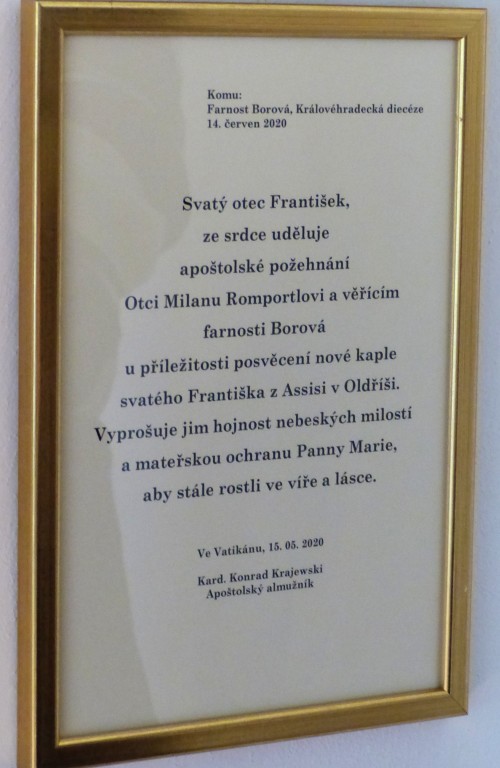 Komu:
Farnost Borová, Královéhradecká diecéze
14. červen 2020
Svatý otec František,
ze srdce uděluje
apoštolské požehnání
Otci Milanu Romportlovi a věřícím
farnosti Borová
u příležitosti posvěcení nové kaple
svatého Františka z Assisi v Oldříši.
Vyprošuje jim hojnost nebeských milostí
a mateřskou ochranu Panny Marie,
aby stále rostli ve víře a lásce.
Ve Vatikánu, 15. 05. 2020
Kard. Konrad Krajewski
Apoštolský almužník